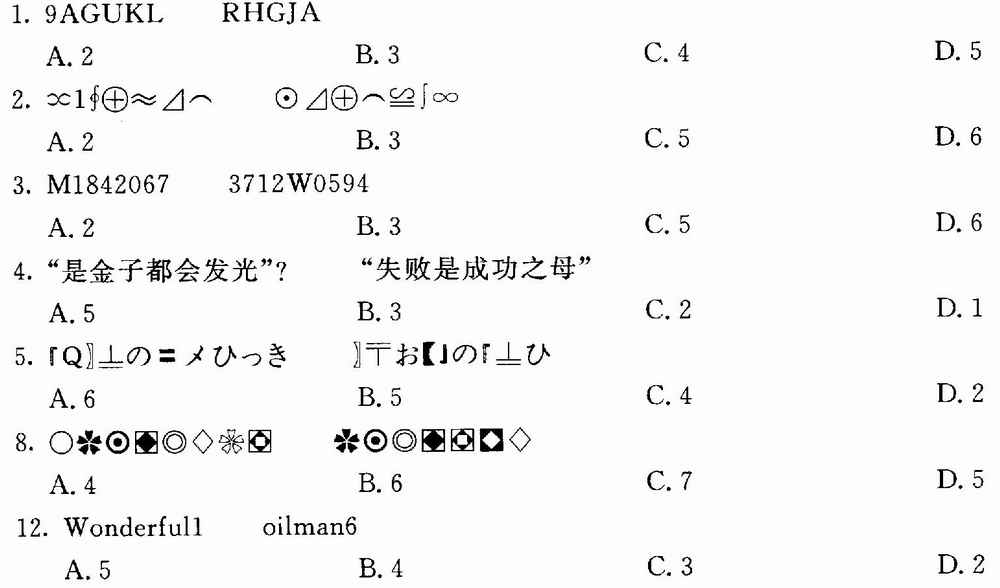 1. 9AGUKL RHGJA
A. 2 B. 3 C. 4 D. 5
2. ∝1∮⊕≈⊿⌒ ⊙⊿⊕⌒≌∫∞
A. 2 B. 3 C. 5 D. 6
3. M1842067 3712W0594
A. 2 B. 3 C. 5 D. 6
4. “是金子都会发光”? “失败是成功之母”
A. 5 B. 3 C. 2 D. 1
5. 『Q〗⊥の〓メひっき 〗〒お【」の『⊥ひ
A. 6 B. 5 C. 4 D. 2
8. ○✽⊙◈◎◇❀❂ ✽⊙◎◈❂◆◇
A. 4 B. 6 C. 7 D. 5
12. Wonderful1 oilman6
A. 5 B. 4 C. 3 D. 2